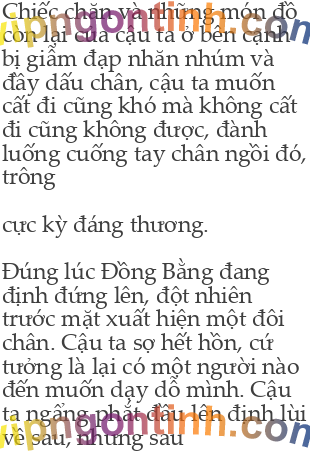 Chiếc chăn và những món đồ
còn lại của cậu ta ở bên cạnh
bị giẫm đạp nhăn nhúm và
đầy dấu chân, cậu ta muốn
cất đi cũng khó mà không cất
đi cũng không được, đành
luống cuống tay chân ngồi đó,
trông
cực kỳ đáng thương.
Đúng lúc Đồng Bằng đang
định đứng lên, đột nhiên
trước mặt xuất hiện một đôi
chân. Cậu ta sợ hết hồn, cứ
tưởng là lại có một người nào
đến muốn dạy dỗ mình. Cậu
ta ngẩng phắt đầu lên định lùi
về sau, nhưng sau
vipngontinh.com
vipngontinh.com